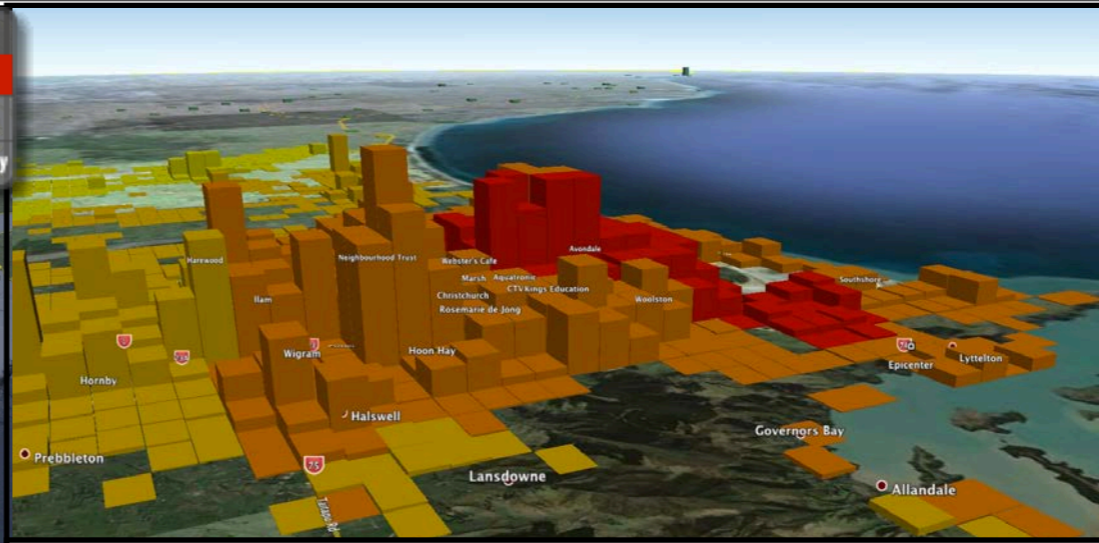 y
Harewood
Neighbourhood Trust
Webster's Cafe
Avondale
Marsh
Aquatronic
CTV
Kings Education
Southshore
Ilam
Christchurch
Woolston
Rosemarie de Jong
Wigram
Hoon Hay
Epicenter
Lyttelton
Hornby
Halswell
Governors Bay
Prebbleton
75
Lansdowne
Allandale